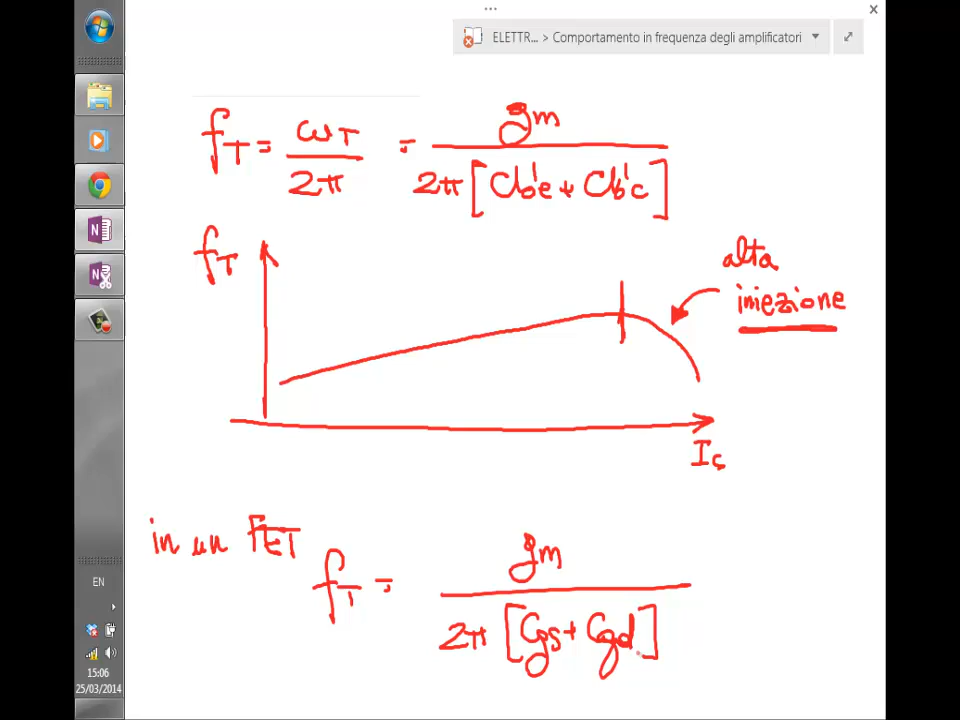 ELETTR... > Comportamento in frequenza degli amplificatori
fT = ωT / 2π = gm / 2π [Cb'e + Cb'c]
fT
alta
iniezione
Ic
in un FET
fT = gm / 2π [Cgs + Cgd]
EN
15:06
25/03/2014